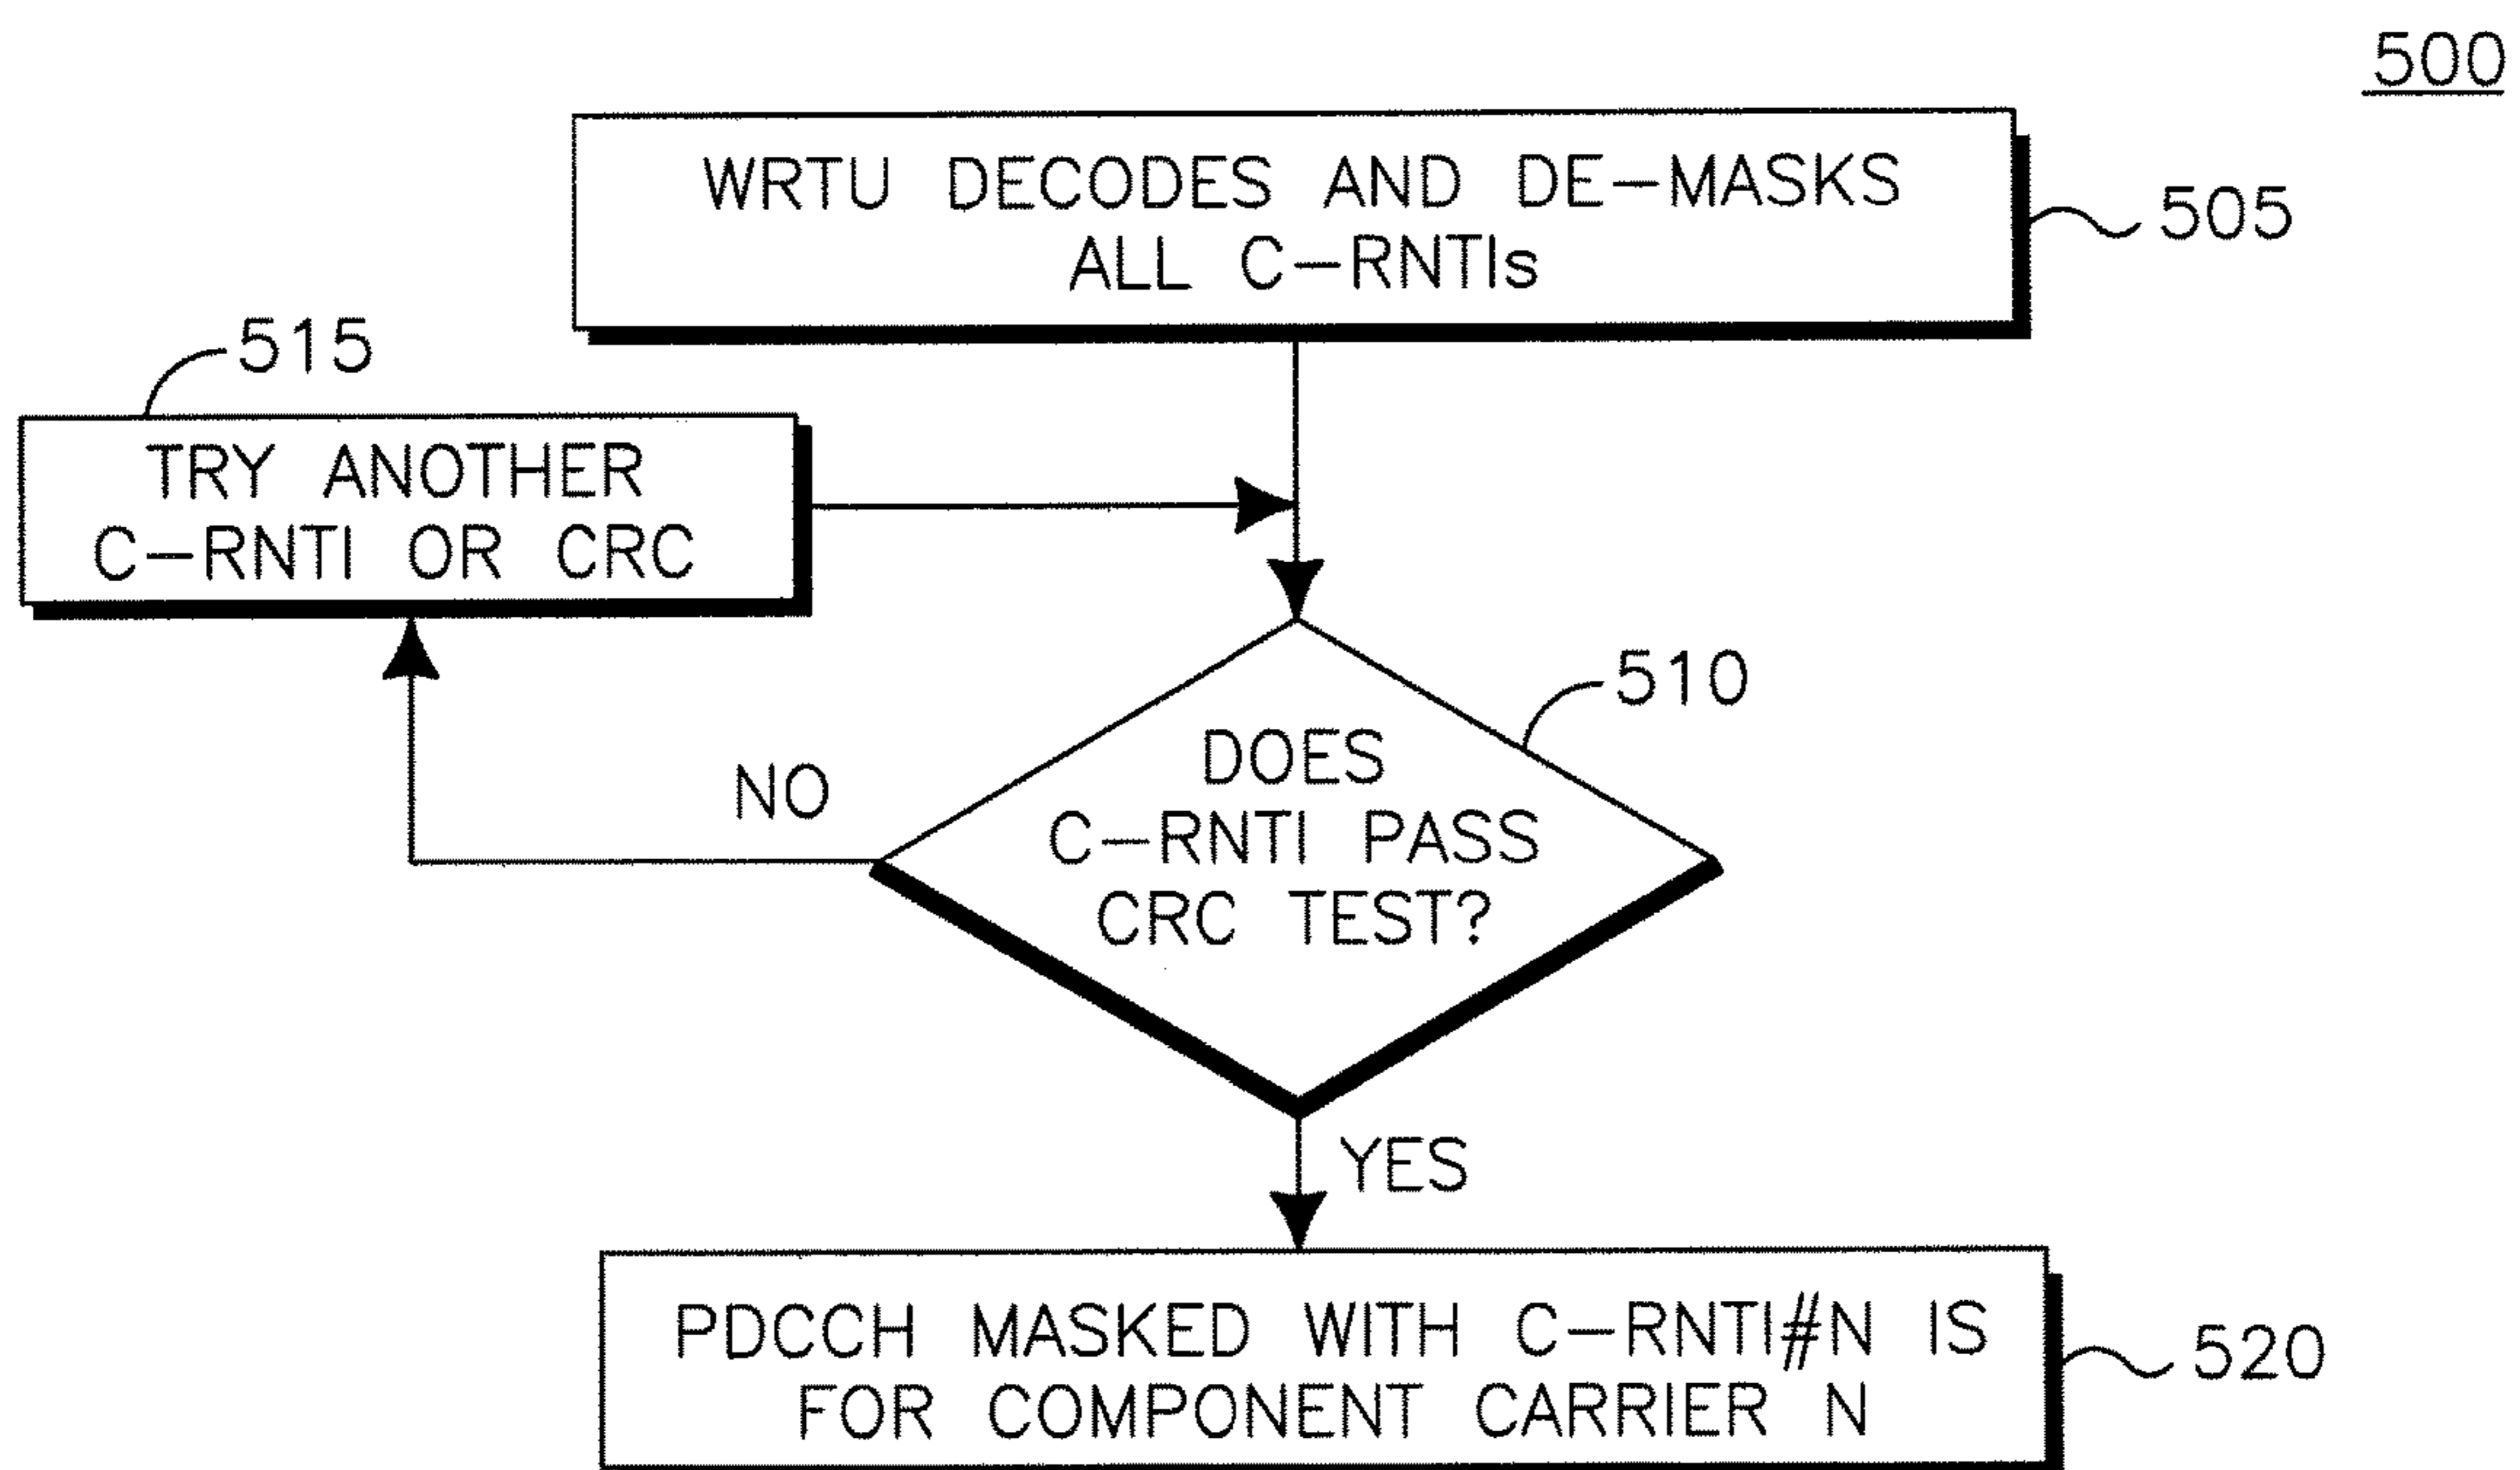 500
WRTU DECODES AND DE-MASKS
ALL C-RNTIs
505
515
TRY ANOTHER
C-RNTI OR CRC
510
DOES
C-RNTI PASS
CRC TEST?
NO
YES
PDCCH MASKED WITH C-RNTI#N IS
FOR COMPONENT CARRIER N
520